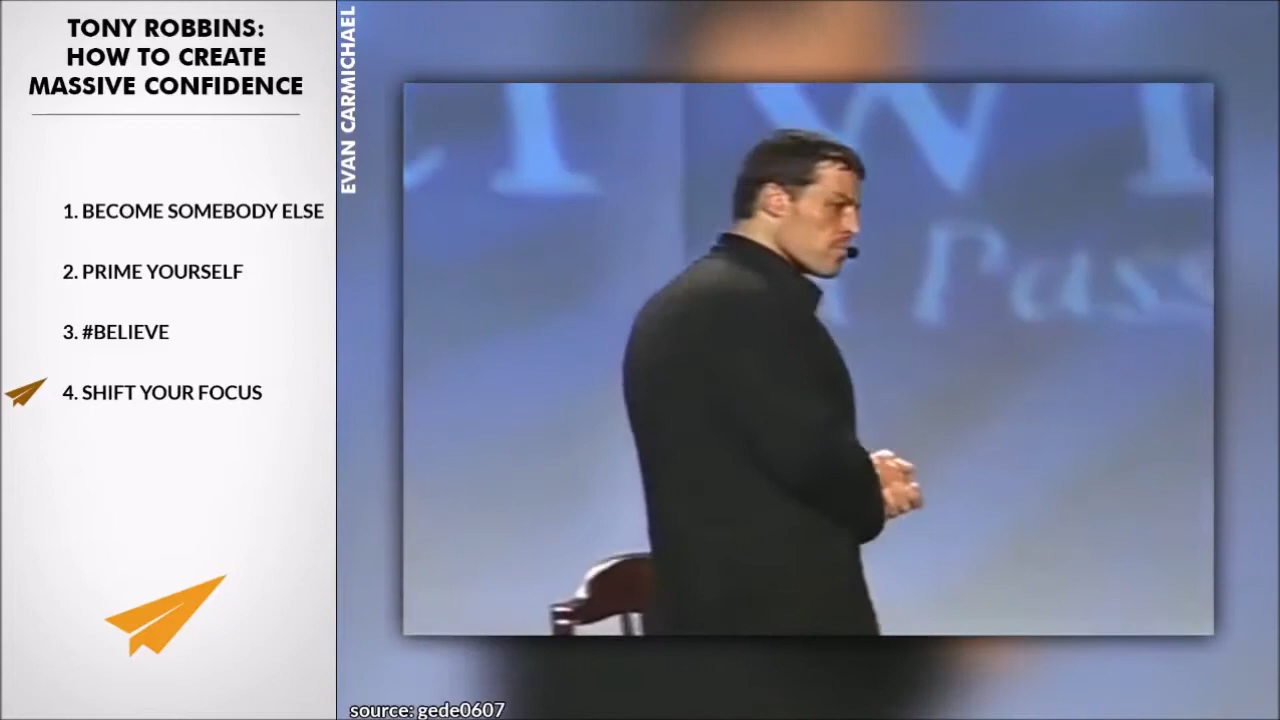 TONY ROBBINS:
HOW TO CREATE
MASSIVE CONFIDENCE
1. BECOME SOMEBODY ELSE
2. PRIME YOURSELF
3. #BELIEVE
4. SHIFT YOUR FOCUS
EVAN CARMICHAEL
Pass
source: gede0607